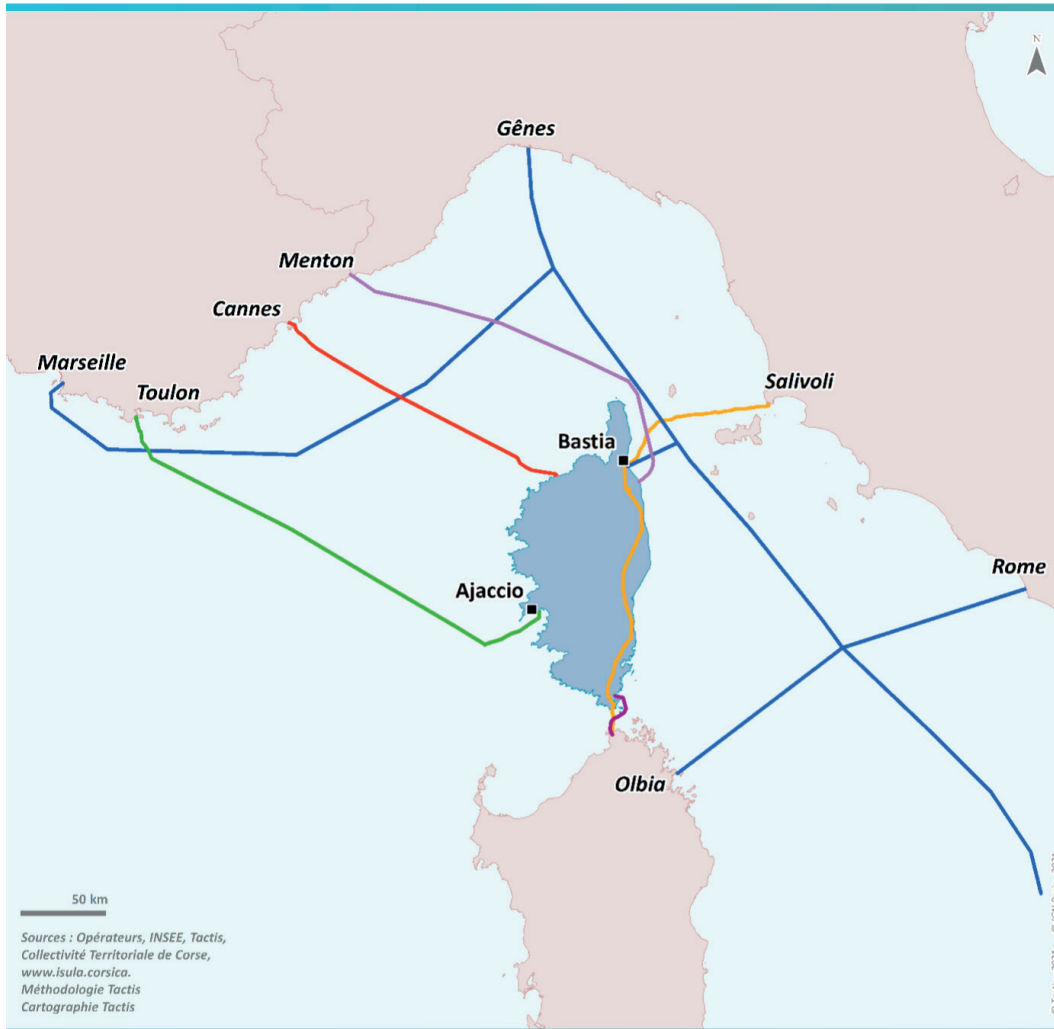 N
Gênes
Menton
Cannes
Marseille
Toulon
Salivoli
Bastia
Rome
Ajaccio
Olbia
50 km
Sources : Opérateurs, INSEE, Tactis,
Collectivité Territoriale de Corse,
www.isula.corsica.
Méthodologie Tactis
Cartographie Tactis